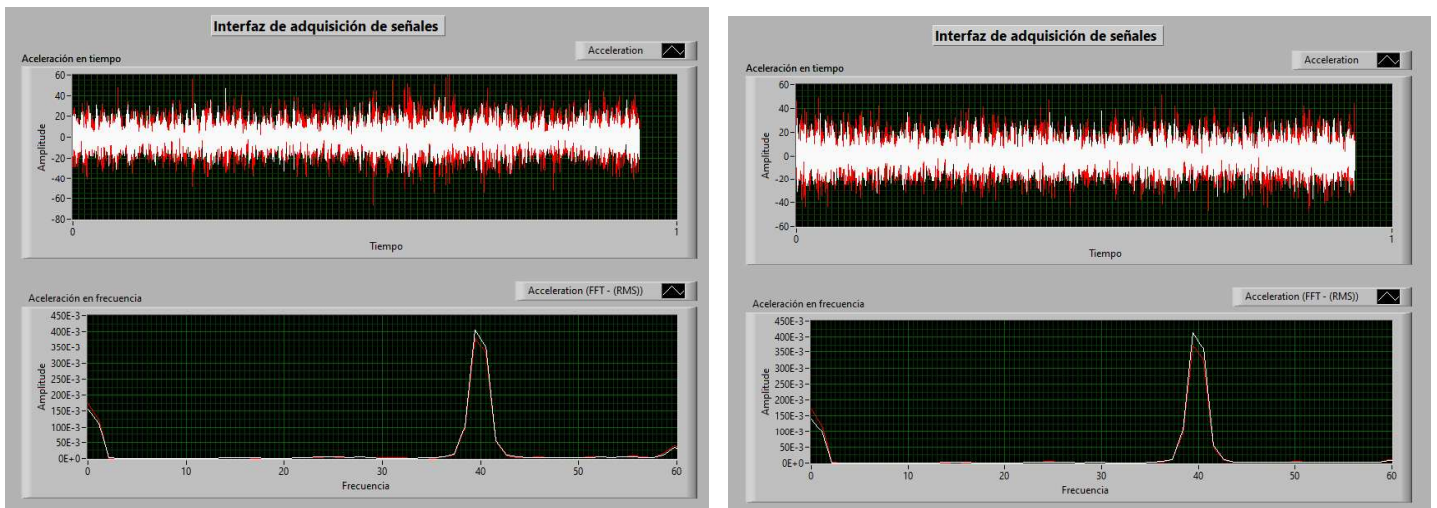 Interfaz de adquisición de señales
Acceleration
Aceleración en tiempo
Amplitude
60
40
20
0
-20
-40
-60
-80
0
1
Tiempo
Acceleration (FFT - (RMS))
Aceleración en frecuencia
Amplitude
450E-3
400E-3
350E-3
300E-3
250E-3
200E-3
150E-3
100E-3
50E-3
0E+0
0 10 20 30 40 50 60
Frecuencia
Interfaz de adquisición de señales
Acceleration
Aceleración en tiempo
Amplitude
60
40
20
0
-20
-40
-60
0
1
Tiempo
Acceleration (FFT - (RMS))
Aceleración en frecuencia
Amplitude
450E-3
400E-3
350E-3
300E-3
250E-3
200E-3
150E-3
100E-3
50E-3
0E+0
0 10 20 30 40 50 60
Frecuencia